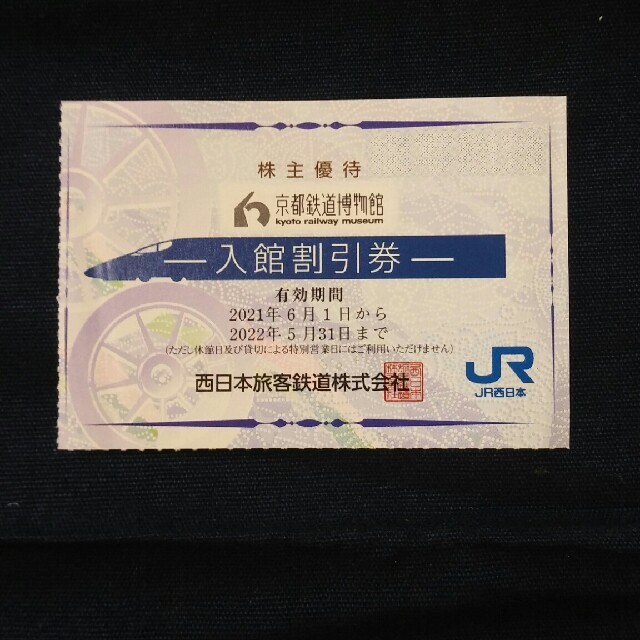 株主優待
京都鉄道博物館
kyoto railway museum
入館割引券
有効期間
2021年6月1日から
2022年5月31日まで
(ただし休館日及び貸切による特別営業日にはご利用いただけません)
西日本旅客鉄道株式会社
JR
JR西日本